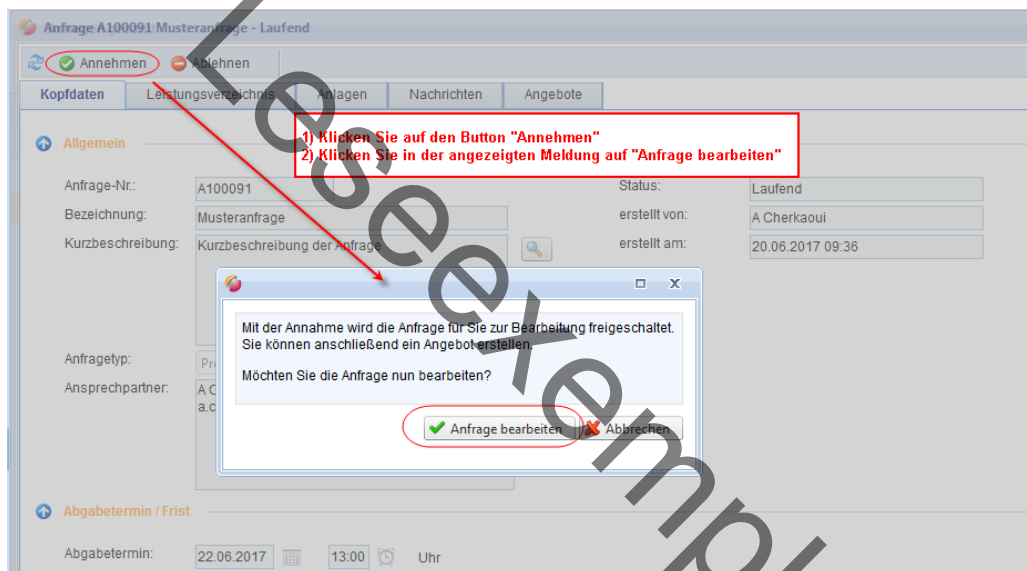 Anfrage A100091 Musteranfrage - Laufend
Annehmen Ablehnen
Kopfdaten Leistungsverzeichnis Anlagen Nachrichten Angebote
1) Klicken Sie auf den Button "Annehmen"
2) Klicken Sie in der angezeigten Meldung auf "Anfrage bearbeiten"
Allgemein
Anfrage-Nr.: A100091 Status: Laufend
Bezeichnung: Musteranfrage erstellt von: A Cherkaoui
Kurzbeschreibung: Kurzbeschreibung der Anfrage erstellt am: 20.06.2017 09:36
Mit der Annahme wird die Anfrage für Sie zur Bearbeitung freigeschaltet.
Sie können anschließend ein Angebot erstellen.
Möchten Sie die Anfrage nun bearbeiten?
Anfragetyp:
Ansprechpartner:
Anfrage bearbeiten Abbrechen
Abgabetermin / Frist
Abgabetermin: 22.06.2017 13:00 Uhr
Leseexempl